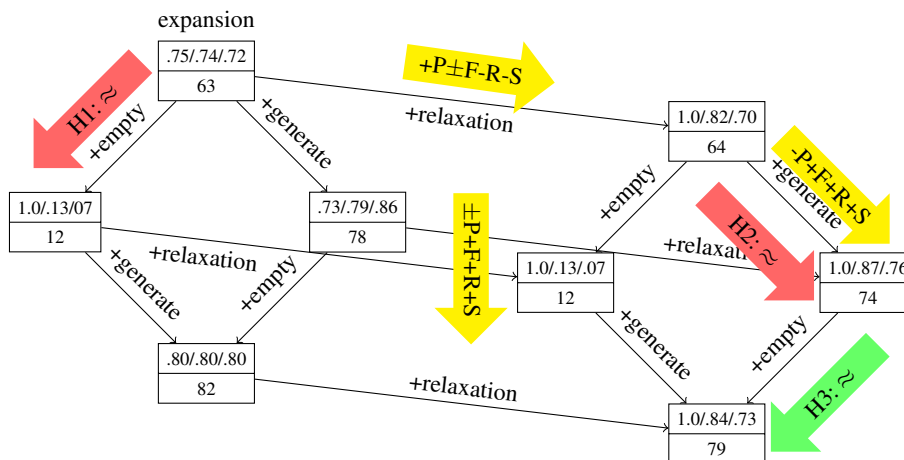 expansion
.75/.74/.72
63
+P±F-R-S
+relaxation
H1: ≈
+empty
+generate
1.0/.82/.70
64
-P+F+R+S
+generate
+empty
1.0/.13/07
12
.73/.79/.86
78
±P+F+R+S
H2: ≈
+relaxat
+relaxation
+generate
+empty
1.0/.13/.07
12
1.0/.87/.76
74
.80/.80/.80
82
+generate
+empty
H3: ≈
+relaxation
1.0/.84/.73
79